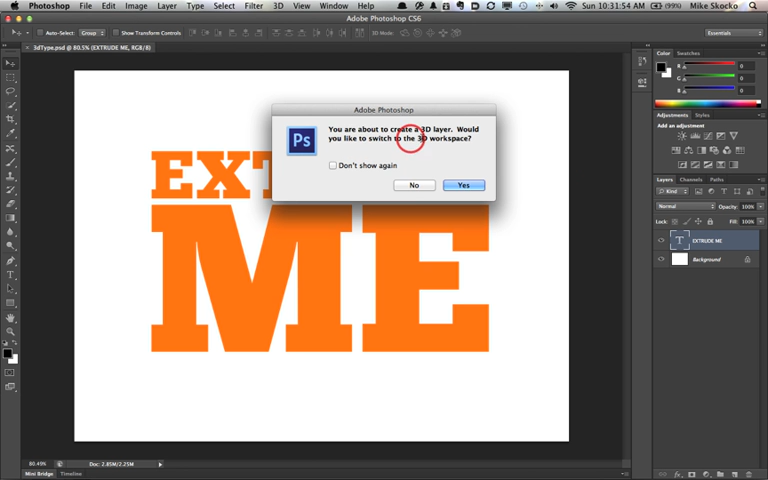 Photoshop File Edit Image Layer Type Select Filter 3D View Window Help (99%) Sun 10:31:54 AM Mike Skocko
Adobe Photoshop CS6
Auto-Select: Group Show Transform Controls 3D Mode: Essentials
3dType.psd @ 80.5% (EXTRUDE ME, RGB/8)
Color Swatches
R 0
G 0
B 0
Adobe Photoshop
You are about to create a 3D layer. Would
you like to switch to the 3D workspace?
Don't show again
No Yes
Ps
Adjustments Styles
Add an adjustment
EXT
ME
Layers Channels Paths
Kind
Normal Opacity: 100%
Lock: Fill: 100%
T EXTRUDE ME
Background
80.49% Doc: 2.85M/2.25M
Mini Bridge Timeline